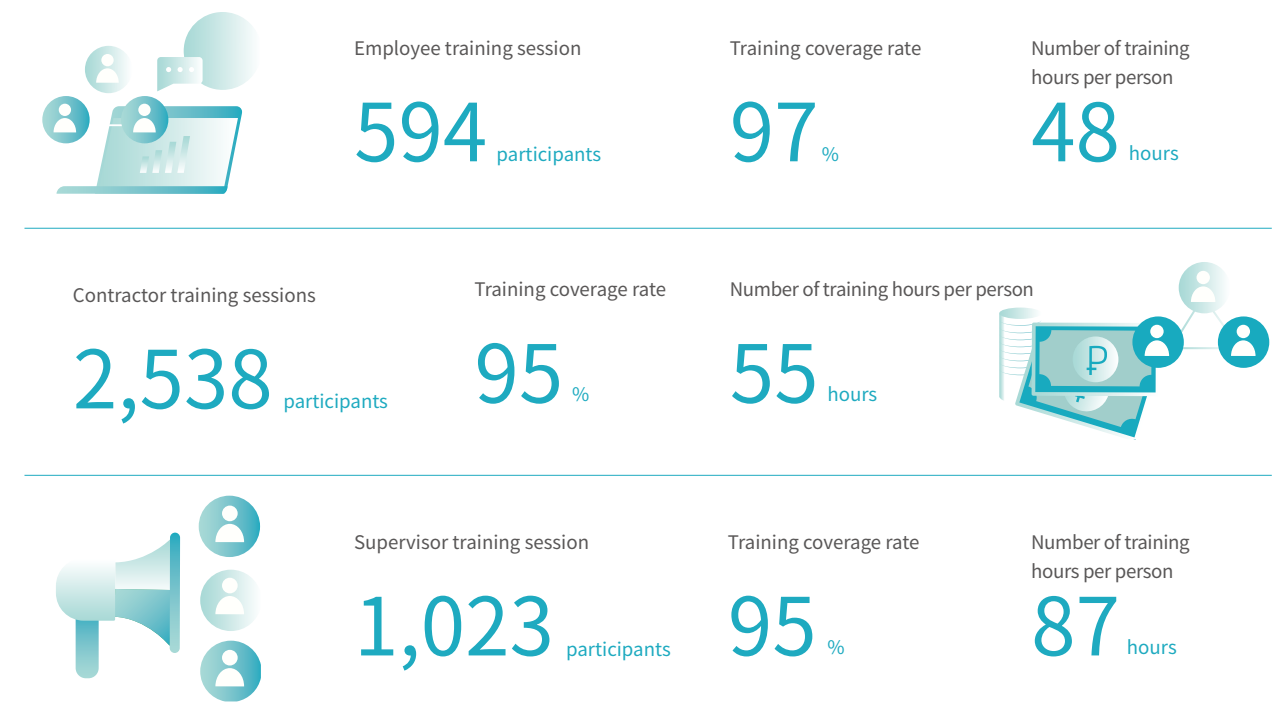 Employee training session
594 participants
Training coverage rate
97 %
Number of training
hours per person
48 hours
Contractor training sessions
2,538 participants
Training coverage rate
95 %
Number of training hours per person
55 hours
₽
₽
Supervisor training session
1,023 participants
Training coverage rate
95 %
Number of training
hours per person
87 hours